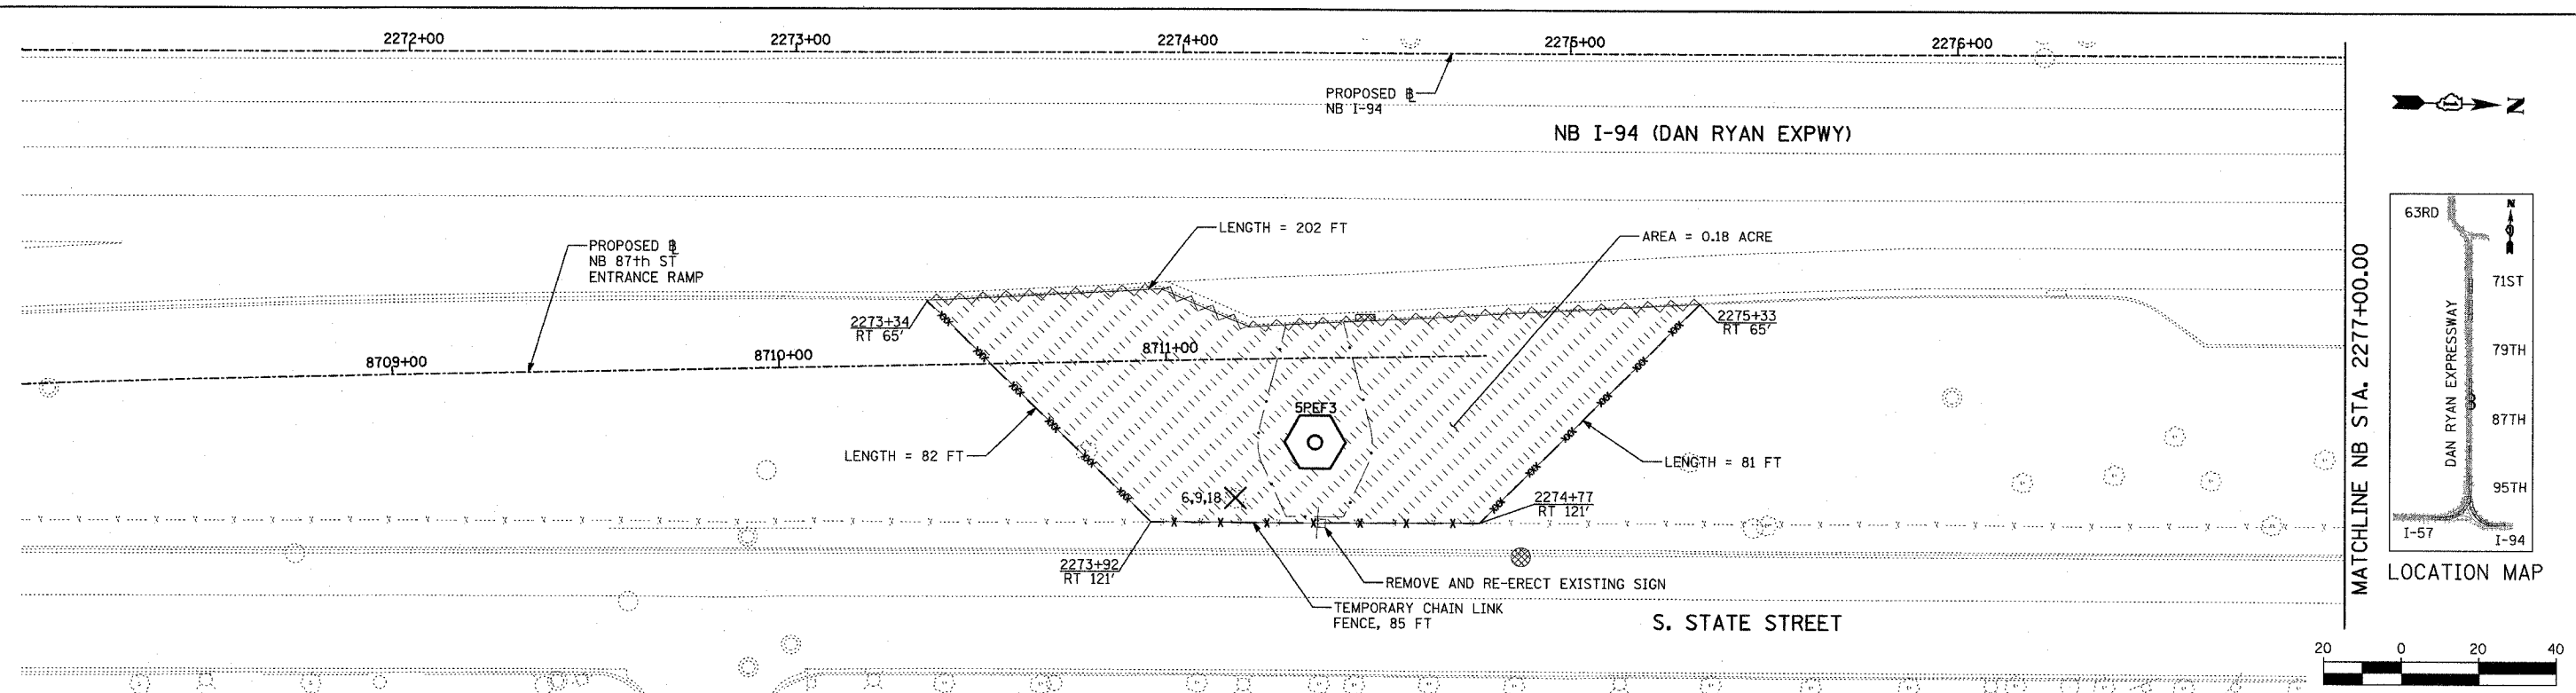 2272+00
2273+00
2274+00
2275+00
2276+00
PROPOSED ℄
NB I-94
NB I-94 (DAN RYAN EXPWY)
N
LENGTH = 202 FT
AREA = 0.18 ACRE
PROPOSED ℄
NB 87th ST
ENTRANCE RAMP
2273+34
RT 65'
2275+33
RT 65'
8709+00
8710+00
8711+00
5PEF3
LENGTH = 82 FT
LENGTH = 81 FT
6,9,18
2274+77
RT 121'
2273+92
RT 121'
REMOVE AND RE-ERECT EXISTING SIGN
TEMPORARY CHAIN LINK
FENCE, 85 FT
S. STATE STREET
MATCHLINE NB STA. 2277+00.00
63RD
N
71ST
79TH
87TH
95TH
DAN RYAN EXPRESSWAY
I-57
I-94
LOCATION MAP
20 0 20 40